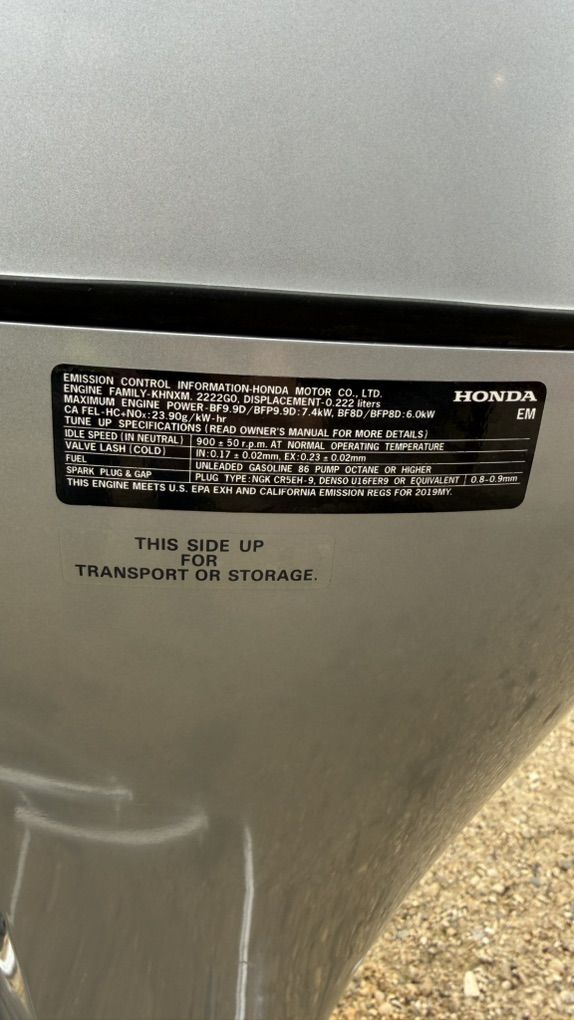 EMISSION CONTROL INFORMATION-HONDA MOTOR CO., LTD.
ENGINE FAMILY-KHNXM. 2222G0, DISPLACEMENT-0.222 liters
MAXIMUM ENGINE POWER-BF9.9D/BFP9.9D:7.4kW, BF8D/BFP8D:6.0kW
CA FEL-HC+NOx:23.90g/kW-hr
HONDA
EM
TUNE UP SPECIFICATIONS (READ OWNER'S MANUAL FOR MORE DETAILS)
IDLE SPEED (IN NEUTRAL) 900 ± 50 r.p.m. AT NORMAL OPERATING TEMPERATURE
VALVE LASH (COLD) IN:0.17 ± 0.02mm, EX:0.23 ± 0.02mm
FUEL UNLEADED GASOLINE 86 PUMP OCTANE OR HIGHER
SPARK PLUG & GAP PLUG TYPE:NGK CR5EH-9, DENSO U16FER9 OR EQUIVALENT 0.8-0.9mm
THIS ENGINE MEETS U.S. EPA EXH AND CALIFORNIA EMISSION REGS FOR 2019MY.
THIS SIDE UP
FOR
TRANSPORT OR STORAGE.